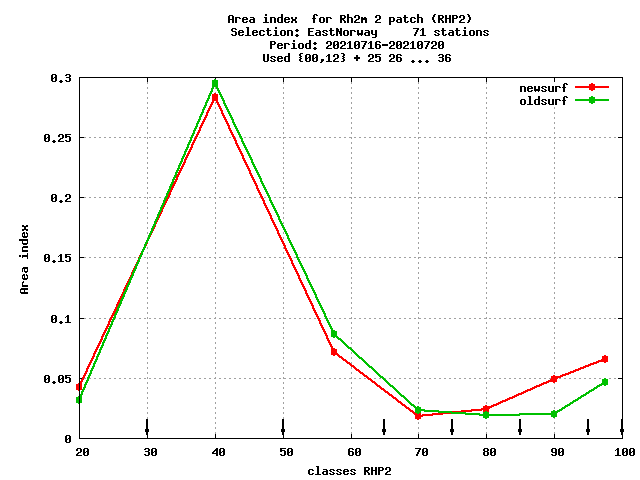 Area index  for Rh2m 2 patch (RHP2)
Selection: EastNorway     71 stations
Period: 20210716-20210720
Used {00,12} + 25 26 ... 36
newsurf
oldsurf
0.3
0.25
0.2
0.15
0.1
0.05
0
Area index
20 30 40 50 60 70 80 90 100
classes RHP2